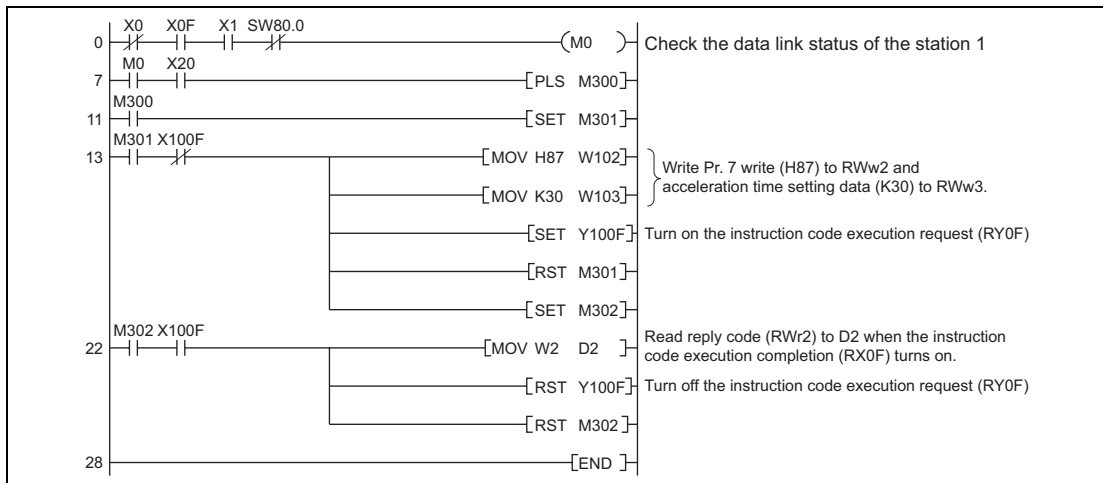 X0 X0F X1 SW80.0
0 M0 Check the data link status of the station 1
M0 X20
7 PLS M300
M300
11 SET M301
M301 X100F
13 MOV H87 W102
Write Pr. 7 write (H87) to RWw2 and
acceleration time setting data (K30) to RWw3.
MOV K30 W103
SET Y100F Turn on the instruction code execution request (RY0F)
RST M301
SET M302
M302 X100F
22 MOV W2 D2 Read reply code (RWr2) to D2 when the instruction
code execution completion (RX0F) turns on.
RST Y100F Turn off the instruction code execution request (RY0F)
RST M302
28 END